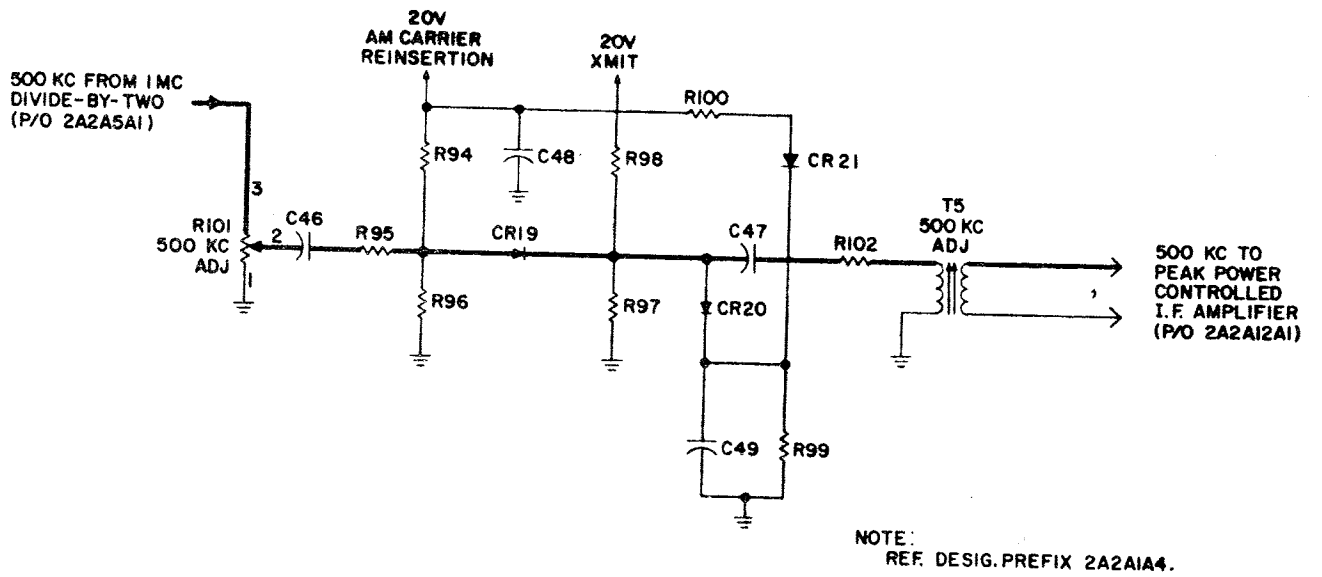 20V
AM CARRIER
REINSERTION
20V
XMIT
500 KC FROM 1 MC
DIVIDE-BY-TWO
(P/O 2A2A5A1)
R100
R94
C48
R98
CR21
3
R101
500 KC
ADJ
2
1
C46
R95
CR19
C47
R102
T5
500 KC
ADJ
500 KC TO
PEAK POWER
CONTROLLED
I.F. AMPLIFIER
(P/O 2A2A12A1)
R96
R97
CR20
C49
R99
NOTE:
REF. DESIG. PREFIX 2A2A1A4.